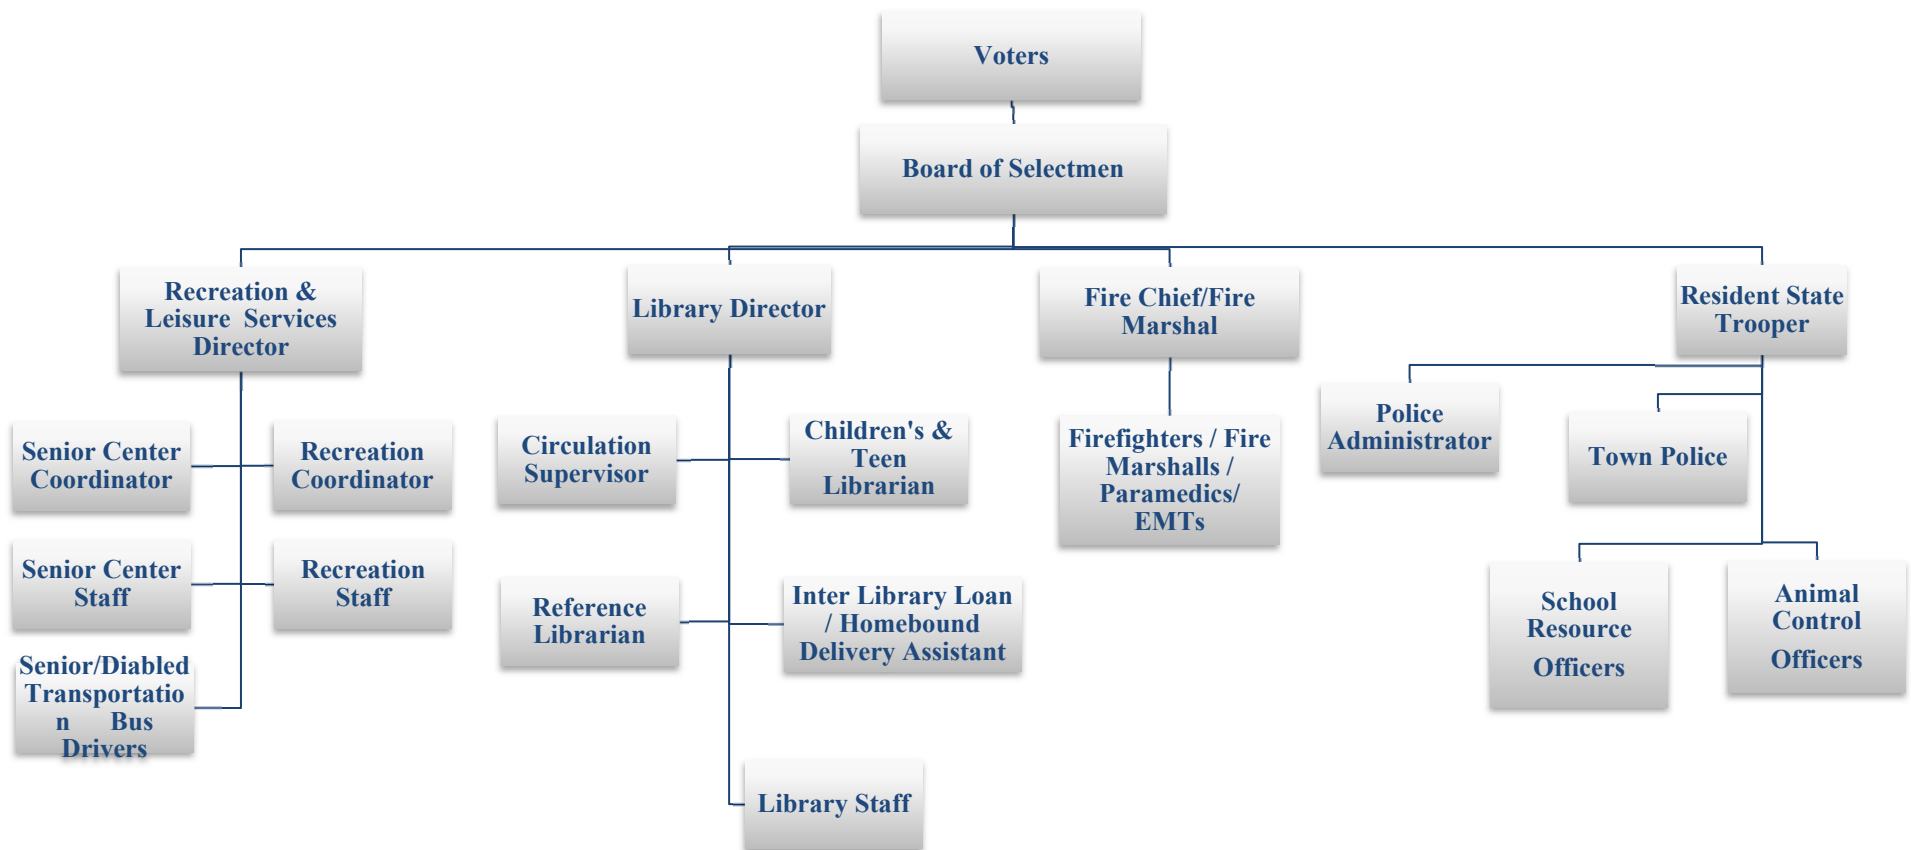 Voters
Board of Selectmen
Recreation &
Leisure Services
Director
Library Director
Fire Chief/Fire
Marshal
Resident State
Trooper
Senior Center
Coordinator
Recreation
Coordinator
Senior Center
Staff
Recreation
Staff
Senior/Diabled
Transportatio
n Bus
Drivers
Circulation
Supervisor
Children's &
Teen
Librarian
Reference
Librarian
Inter Library Loan
/ Homebound
Delivery Assistant
Library Staff
Firefighters / Fire
Marshalls /
Paramedics/
EMTs
Police
Administrator
Town Police
School
Resource
Officers
Animal
Control
Officers